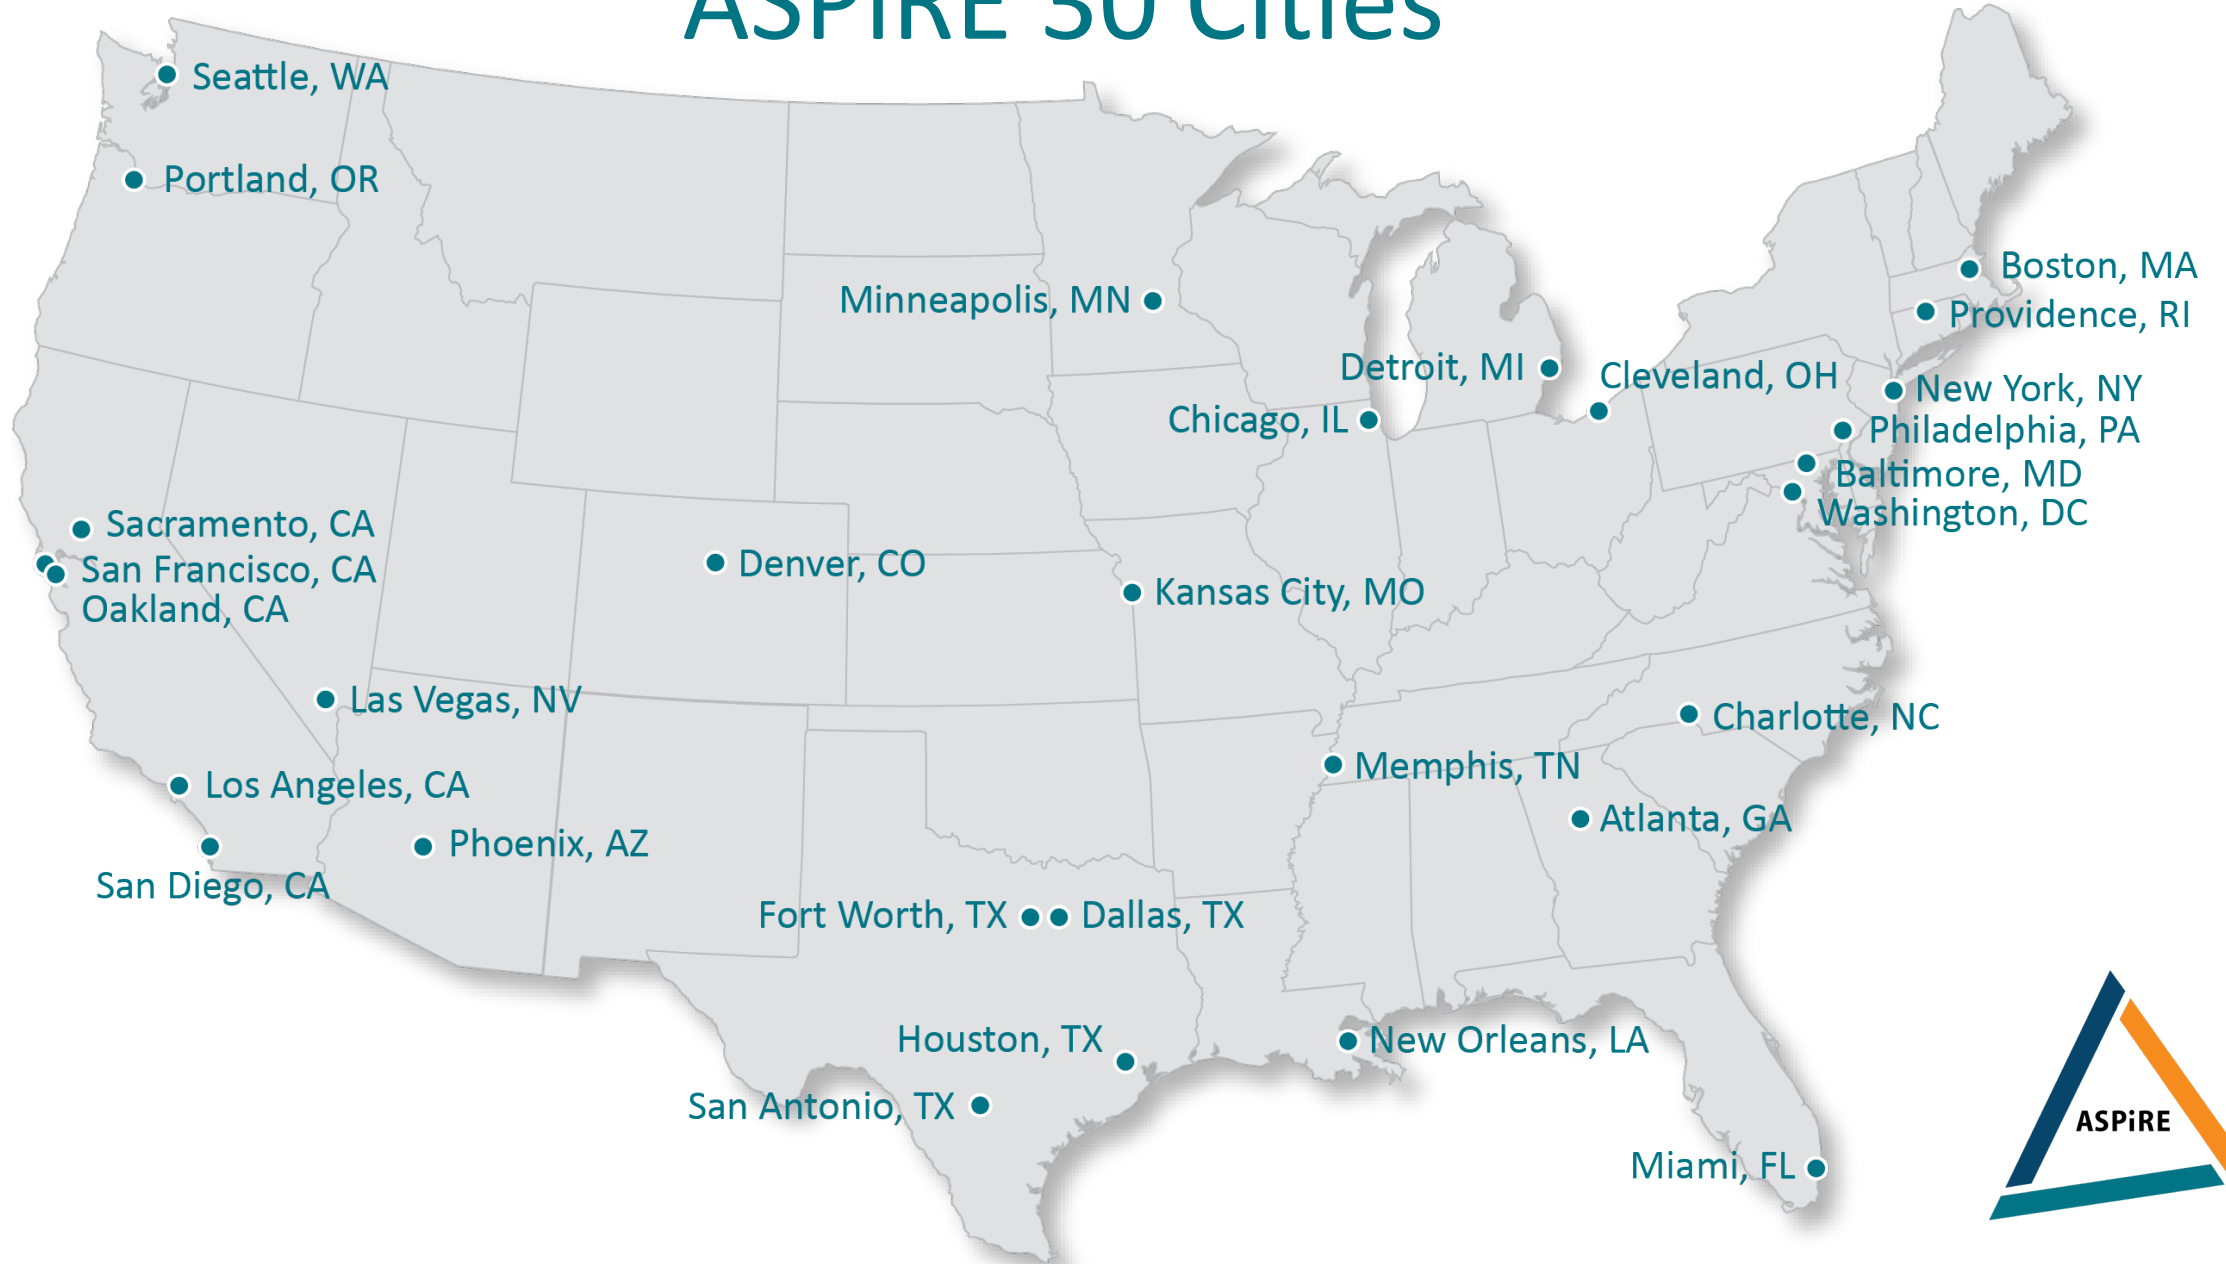 ASPiRE 30 Cities
Seattle, WA
Portland, OR
Boston, MA
Minneapolis, MN
Providence, RI
Detroit, MI
Cleveland, OH
New York, NY
Chicago, IL
Philadelphia, PA
Baltimore, MD
Washington, DC
Sacramento, CA
San Francisco, CA
Oakland, CA
Denver, CO
Kansas City, MO
Las Vegas, NV
Charlotte, NC
Memphis, TN
Los Angeles, CA
Atlanta, GA
Phoenix, AZ
San Diego, CA
Fort Worth, TX
Dallas, TX
Houston, TX
New Orleans, LA
San Antonio, TX
Miami, FL
ASPiRE